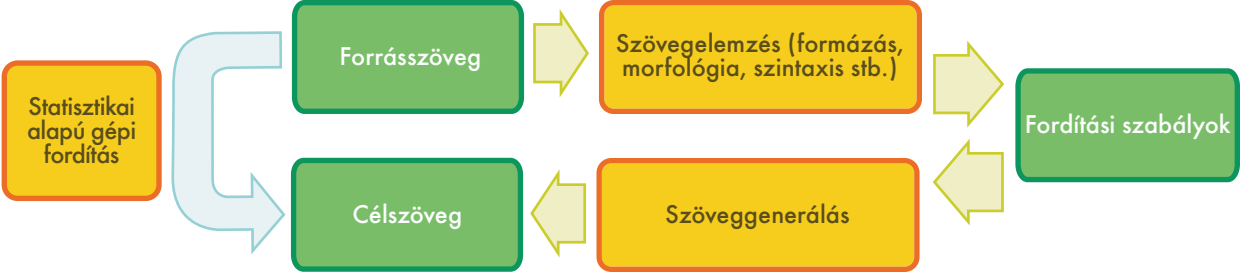 Statisztikai
alapú gépi
fordítás
Forrásszöveg
Szövegelemzés (formázás,
morfológia, szintaxis stb.)
Fordítási szabályok
Szöveggenerálás
Célszöveg